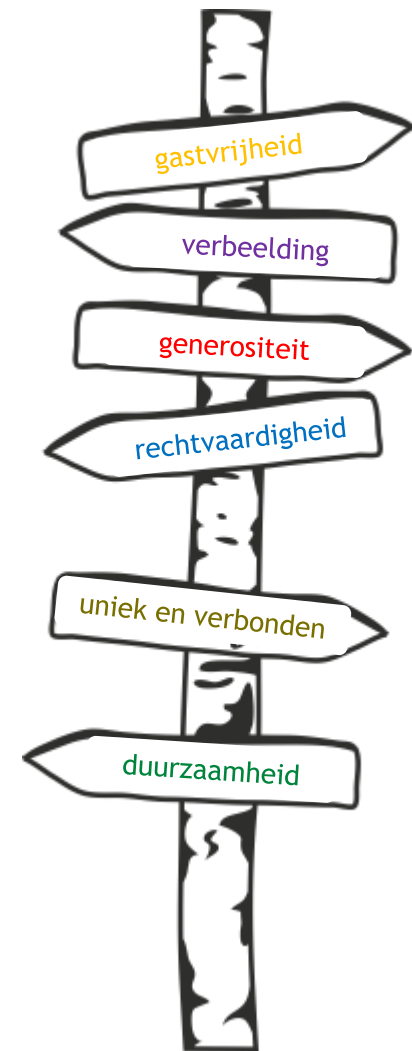 gastvrijheid
verbeelding
generositeit
rechtvaardigheid
uniek en verbonden
duurzaamheid